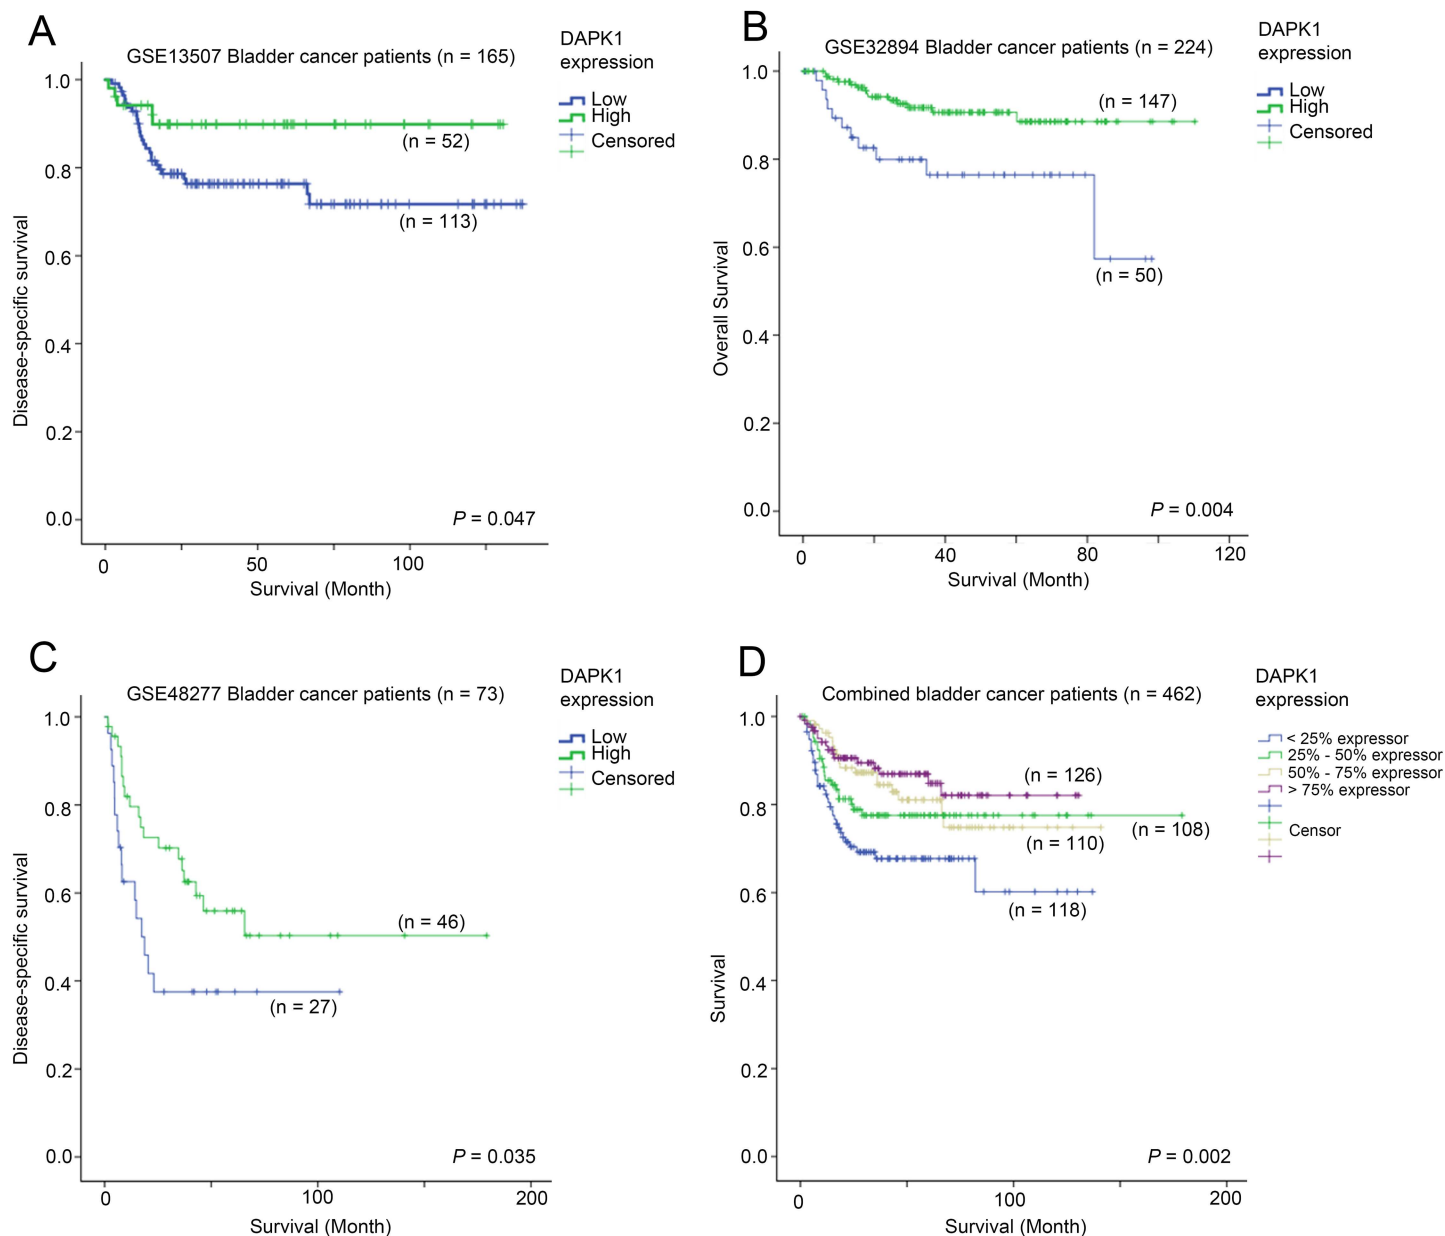 A
GSE13507 Bladder cancer patients (n = 165)
DAPK1
expression
Low
High
Censored
1.0
0.8
0.6
0.4
0.2
0.0
Disease-specific survival
(n = 52)
(n = 113)
P = 0.047
0
50
100
Survival (Month)
B
GSE32894 Bladder cancer patients (n = 224)
DAPK1
expression
Low
High
Censored
1.0
0.8
0.6
0.4
0.2
0.0
Overall Survival
(n = 147)
(n = 50)
P = 0.004
0
40
80
120
Survival (Month)
C
GSE48277 Bladder cancer patients (n = 73)
DAPK1
expression
Low
High
Censored
1.0
0.8
0.6
0.4
0.2
0.0
Disease-specific survival
(n = 46)
(n = 27)
P = 0.035
0
100
200
Survival (Month)
D
Combined bladder cancer patients (n = 462)
DAPK1
expression
< 25% expressor
25% - 50% expressor
50% - 75% expressor
> 75% expressor
Censor
1.0
0.8
0.6
0.4
0.2
0.0
Survival
(n = 126)
(n = 108)
(n = 110)
(n = 118)
P = 0.002
0
100
200
Survival (Month)